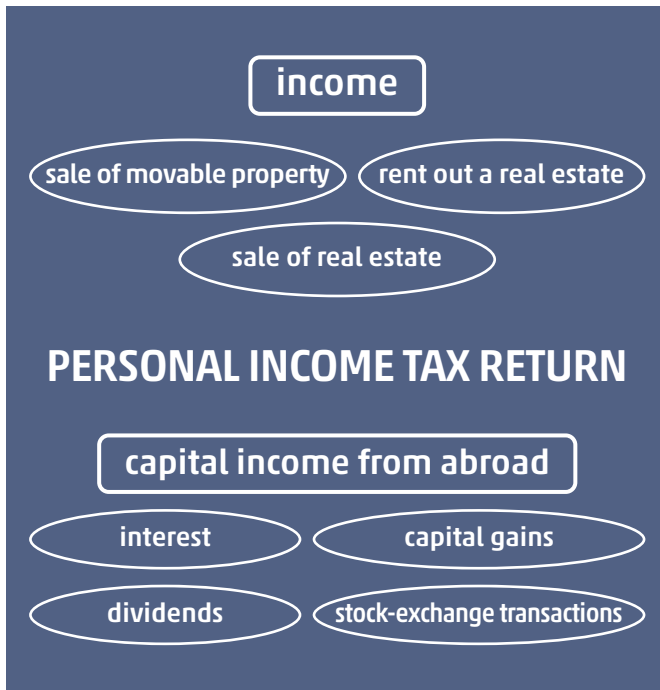 income
sale of movable property
rent out a real estate
sale of real estate
PERSONAL INCOME TAX RETURN
capital income from abroad
interest
capital gains
dividends
stock-exchange transactions